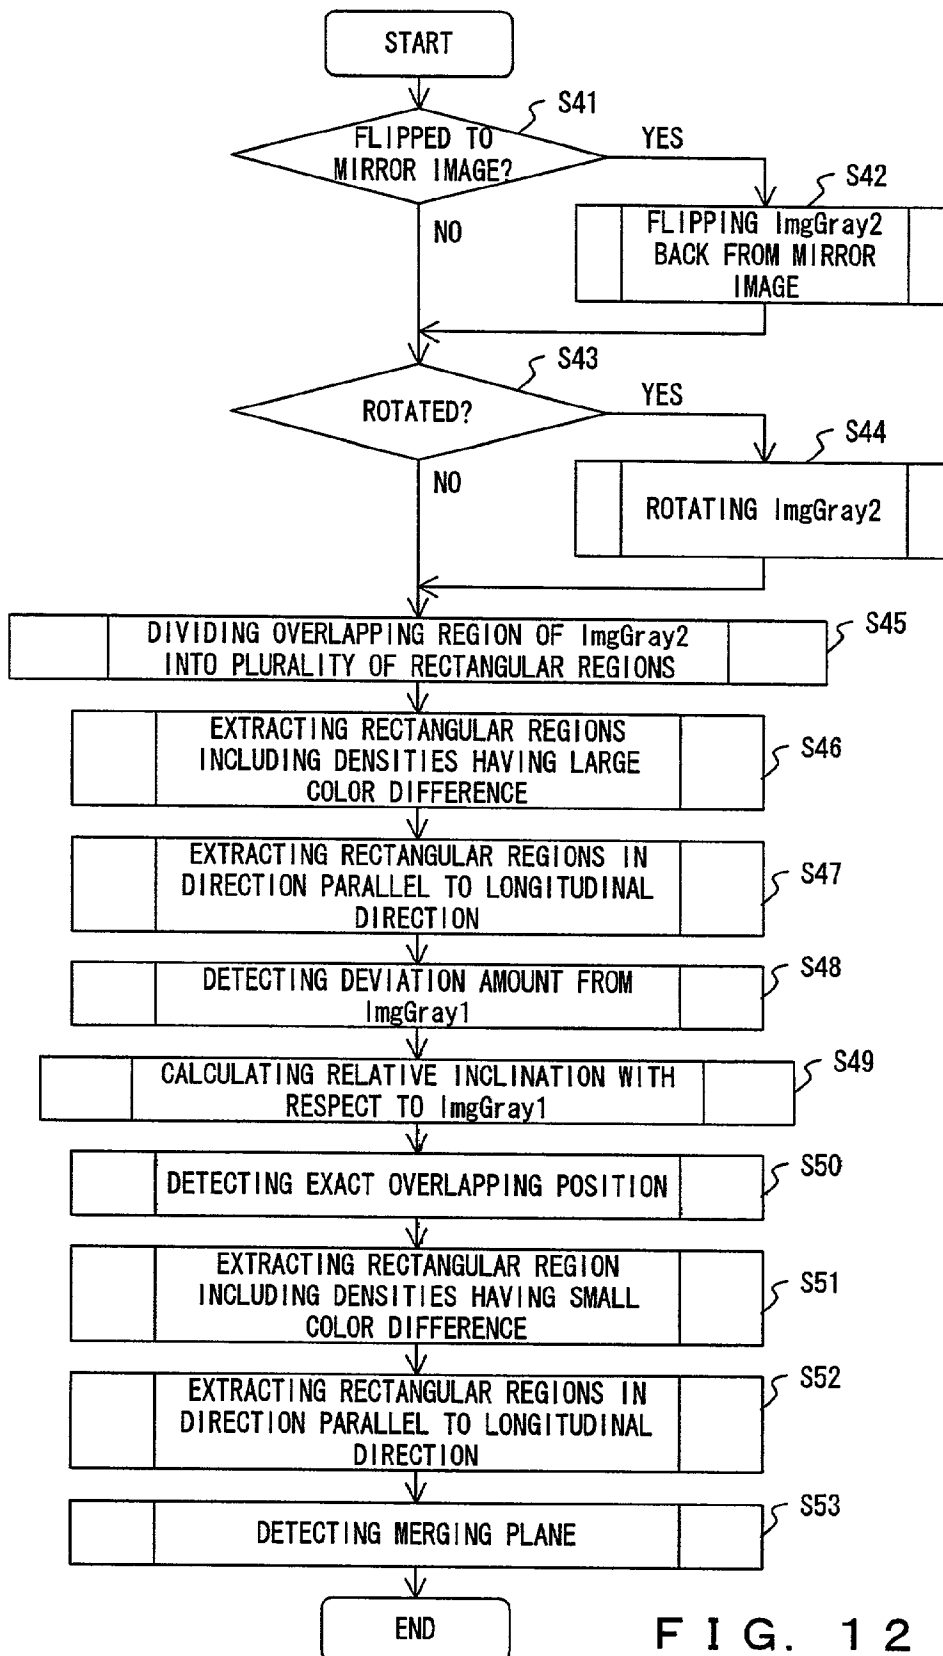 START
S41
FLIPPED TO
MIRROR IMAGE?
YES
NO
S42
FLIPPING ImgGray2
BACK FROM MIRROR
IMAGE
S43
ROTATED?
YES
NO
S44
ROTATING ImgGray2
DIVIDING OVERLAPPING REGION OF ImgGray2
INTO PLURALITY OF RECTANGULAR REGIONS
S45
EXTRACTING RECTANGULAR REGIONS
INCLUDING DENSITIES HAVING LARGE
COLOR DIFFERENCE
S46
EXTRACTING RECTANGULAR REGIONS IN
DIRECTION PARALLEL TO LONGITUDINAL
DIRECTION
S47
DETECTING DEVIATION AMOUNT FROM
ImgGray1
S48
CALCULATING RELATIVE INCLINATION WITH
RESPECT TO ImgGray1
S49
DETECTING EXACT OVERLAPPING POSITION
S50
EXTRACTING RECTANGULAR REGION
INCLUDING DENSITIES HAVING SMALL
COLOR DIFFERENCE
S51
EXTRACTING RECTANGULAR REGIONS IN
DIRECTION PARALLEL TO LONGITUDINAL
DIRECTION
S52
DETECTING MERGING PLANE
S53
END
FIG. 12